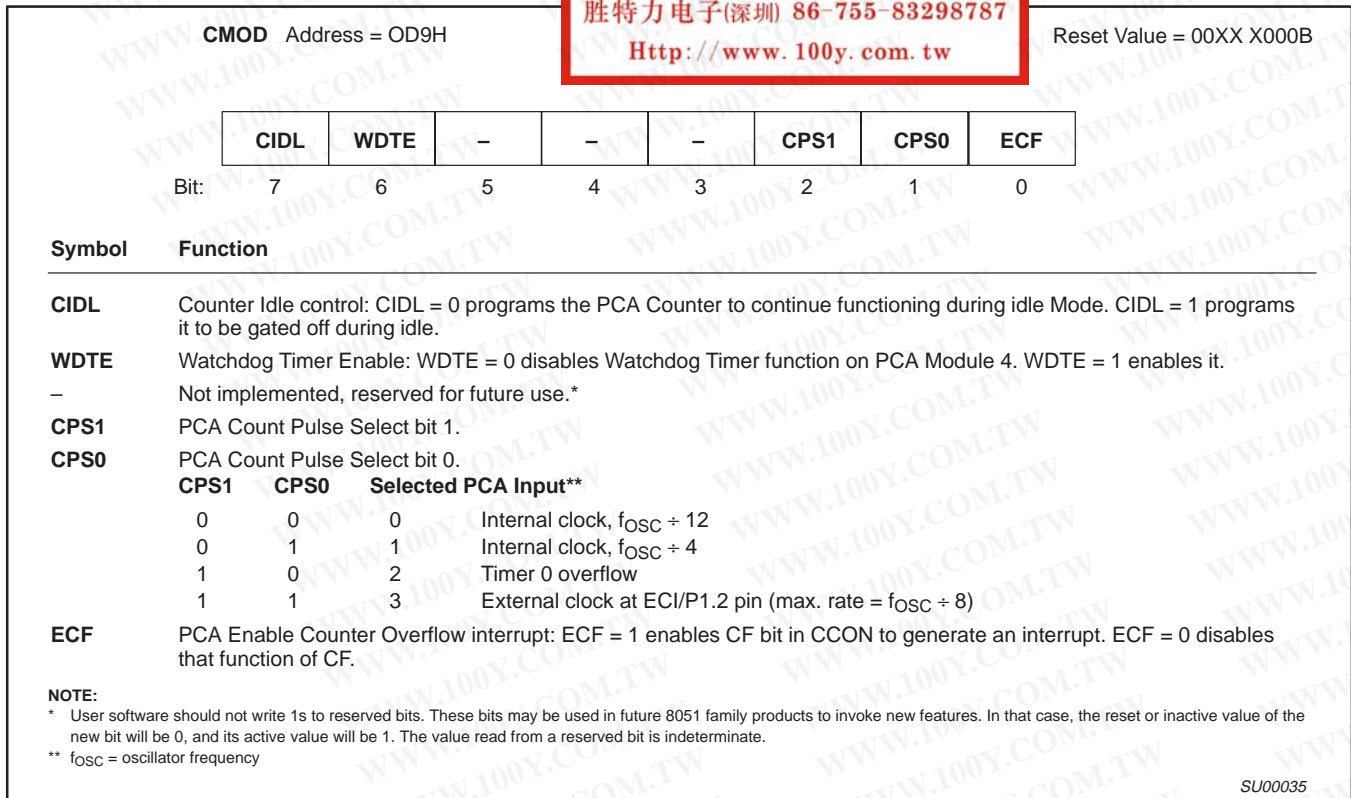 胜特力电子(深圳) 86-755-83298787
Http://www. 100y. com. tw
CMOD Address = OD9H Reset Value = 00XX X000B
CIDL WDTE – – – CPS1 CPS0 ECF
Bit: 7 6 5 4 3 2 1 0
Symbol Function
CIDL Counter Idle control: CIDL = 0 programs the PCA Counter to continue functioning during idle Mode. CIDL = 1 programs
it to be gated off during idle.
WDTE Watchdog Timer Enable: WDTE = 0 disables Watchdog Timer function on PCA Module 4. WDTE = 1 enables it.
– Not implemented, reserved for future use.*
CPS1 PCA Count Pulse Select bit 1.
CPS0 PCA Count Pulse Select bit 0.
CPS1 CPS0 Selected PCA Input**
0 0 0 Internal clock, fOSC ÷ 12
0 1 1 Internal clock, fOSC ÷ 4
1 0 2 Timer 0 overflow
1 1 3 External clock at ECI/P1.2 pin (max. rate = fOSC ÷ 8)
ECF PCA Enable Counter Overflow interrupt: ECF = 1 enables CF bit in CCON to generate an interrupt. ECF = 0 disables
that function of CF.
NOTE:
* User software should not write 1s to reserved bits. These bits may be used in future 8051 family products to invoke new features. In that case, the reset or inactive value of the
new bit will be 0, and its active value will be 1. The value read from a reserved bit is indeterminate.
** fOSC = oscillator frequency
SU00035
WWW.100Y.COM.TW